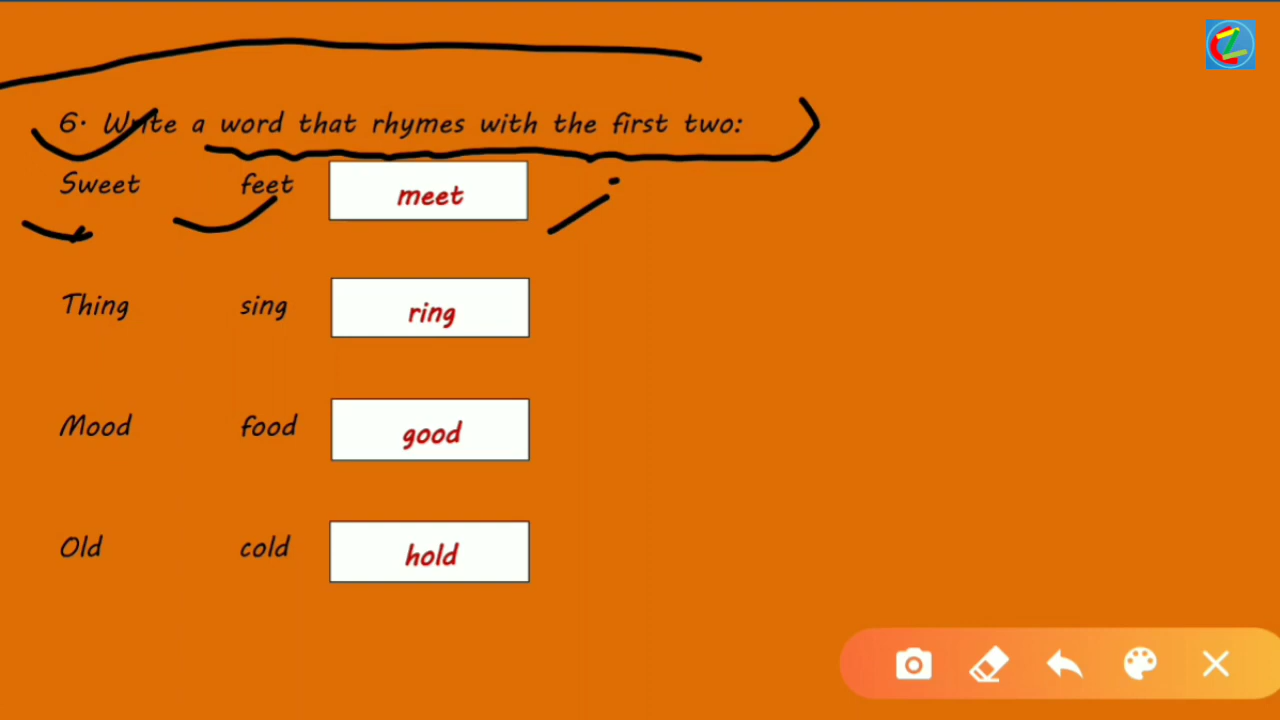 6. Write a word that rhymes with the first two:
Sweet feet meet
Thing sing ring
Mood food good
Old cold hold